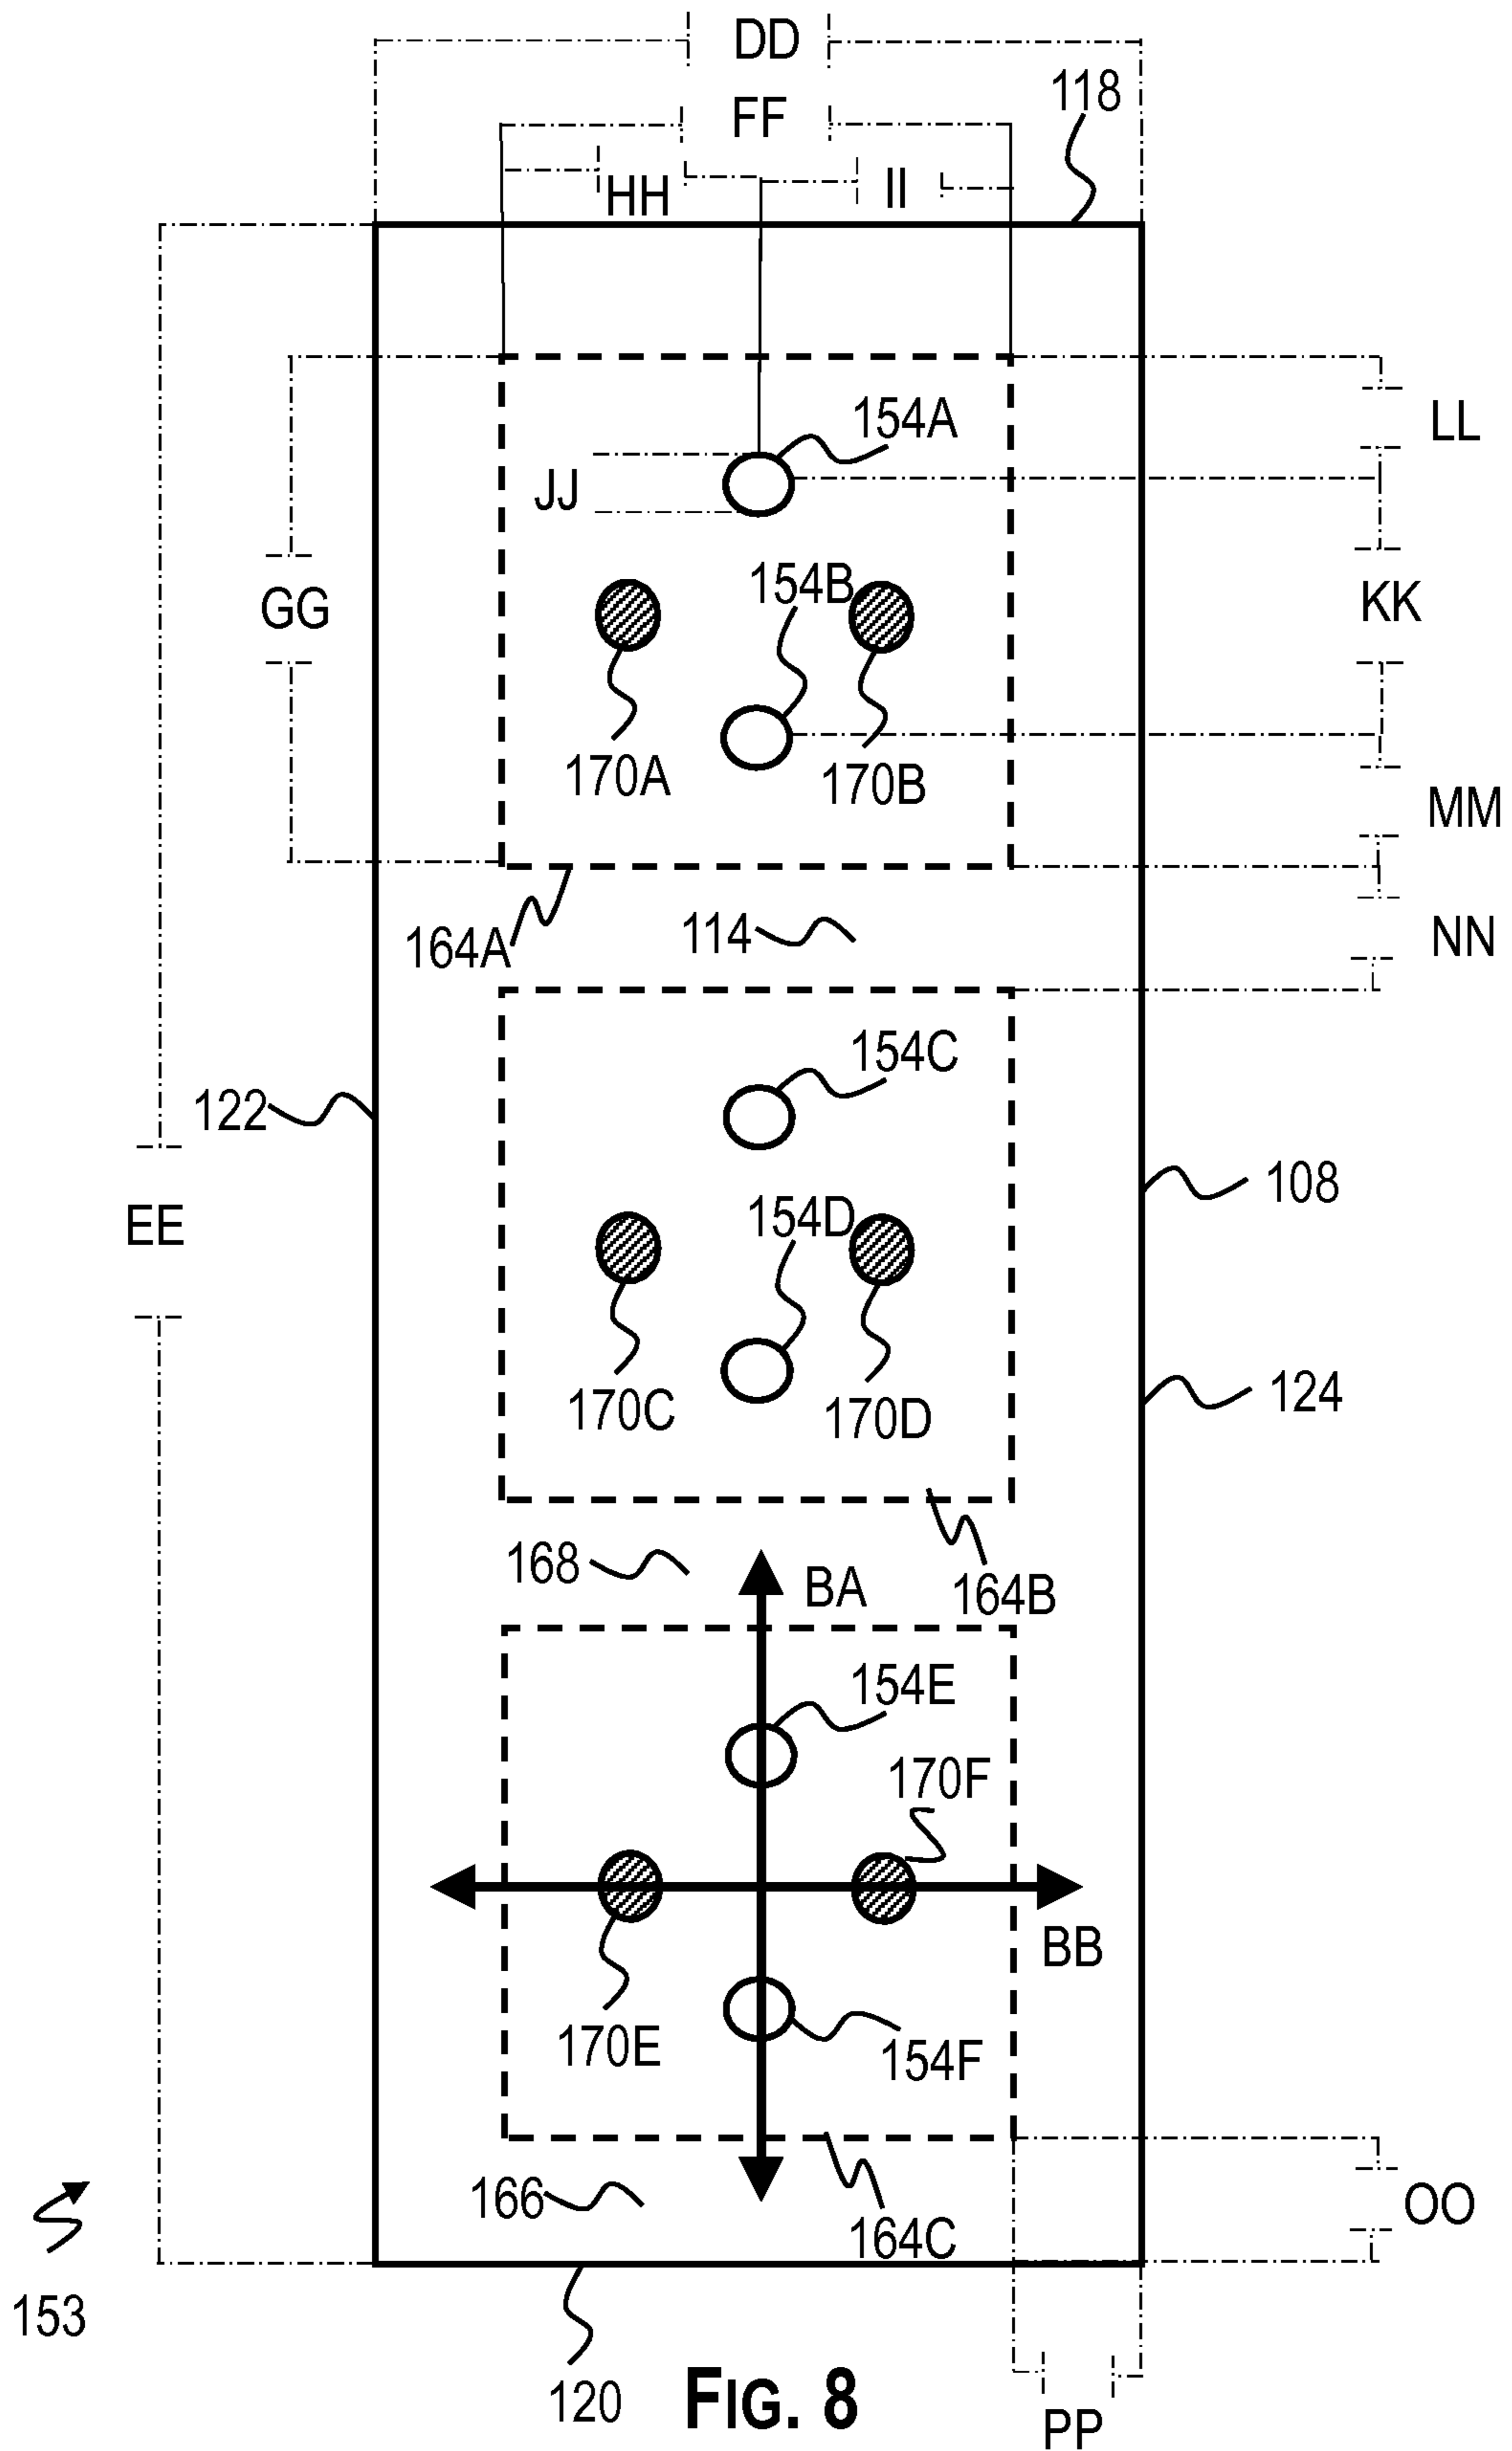 DD
FF
118
HH
II
154A
LL
JJ
154B
GG
KK
170A
170B
MM
164A
114
NN
154C
122
108
154D
EE
124
170C
170D
168
BA
164B
154E
170F
BB
170E
154F
166
164C
OO
153
120
FIG. 8
PP